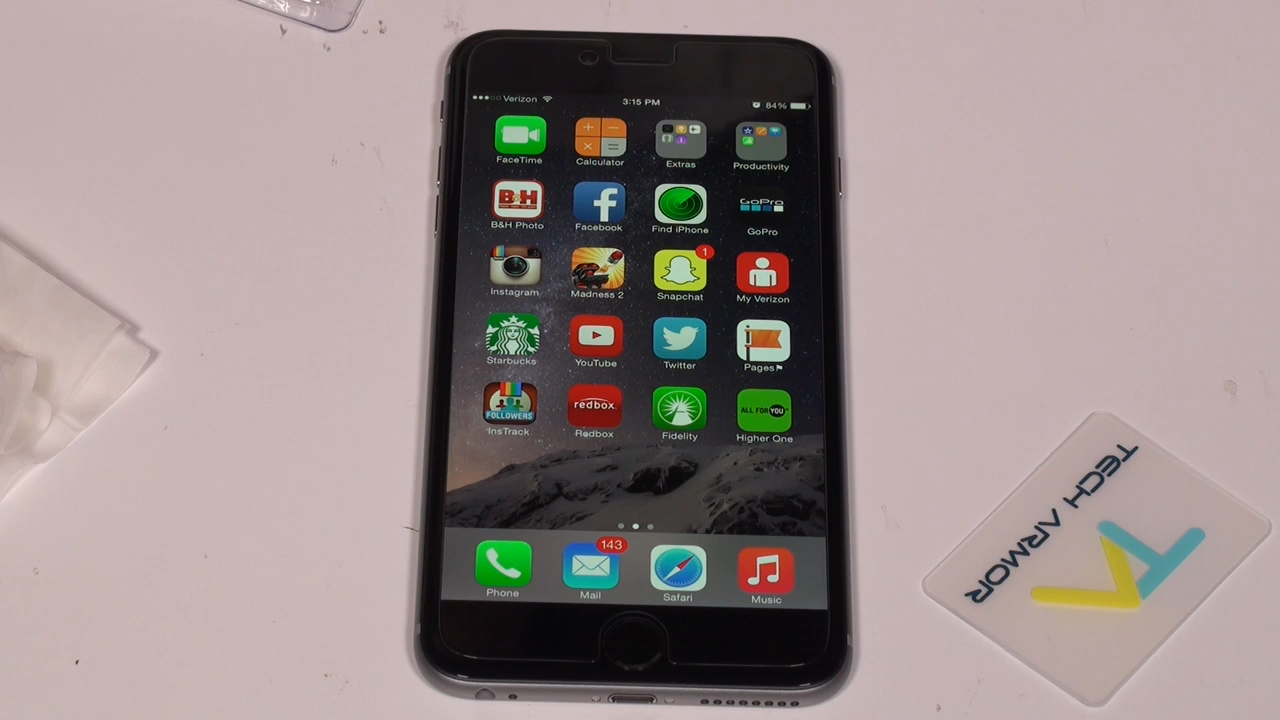 Verizon 3:15 PM 84%
FaceTime Calculator Extras Productivity
B&H
GoPro
B&H Photo Facebook Find iPhone GoPro
1
Instagram Madness 2 Snapchat My Verizon
Starbucks YouTube Twitter Pages
FOLLOWERS redbox. ALL FOR YOU
InsTrack Redbox Fidelity Higher One
143
Phone Mail Safari Music
TECH ARMOR
TA